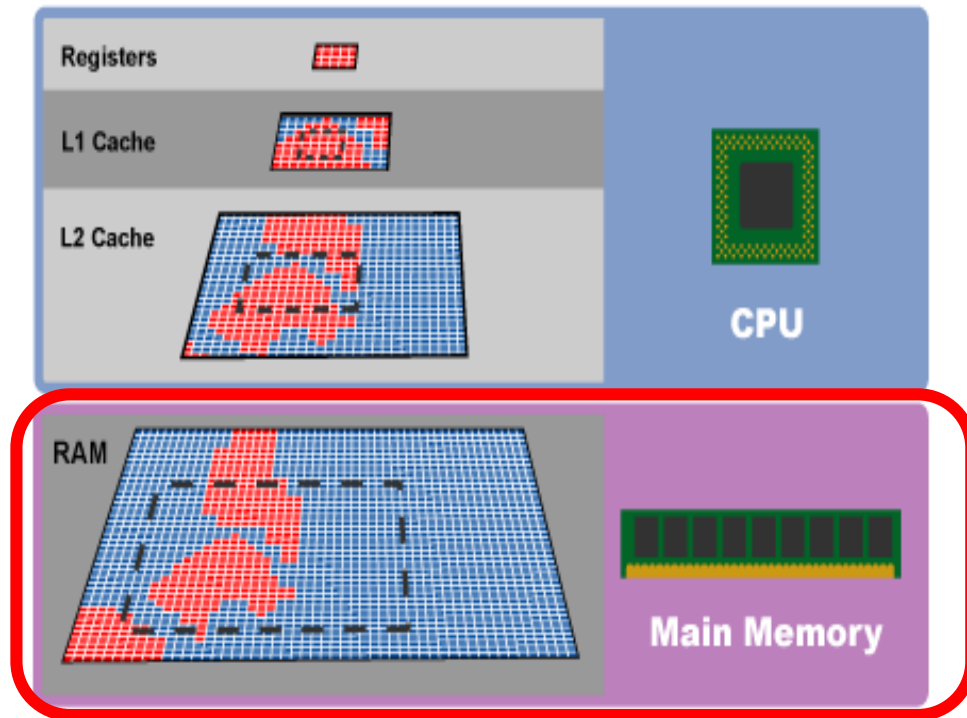 Registers
L1 Cache
L2 Cache
CPU
RAM
Main Memory